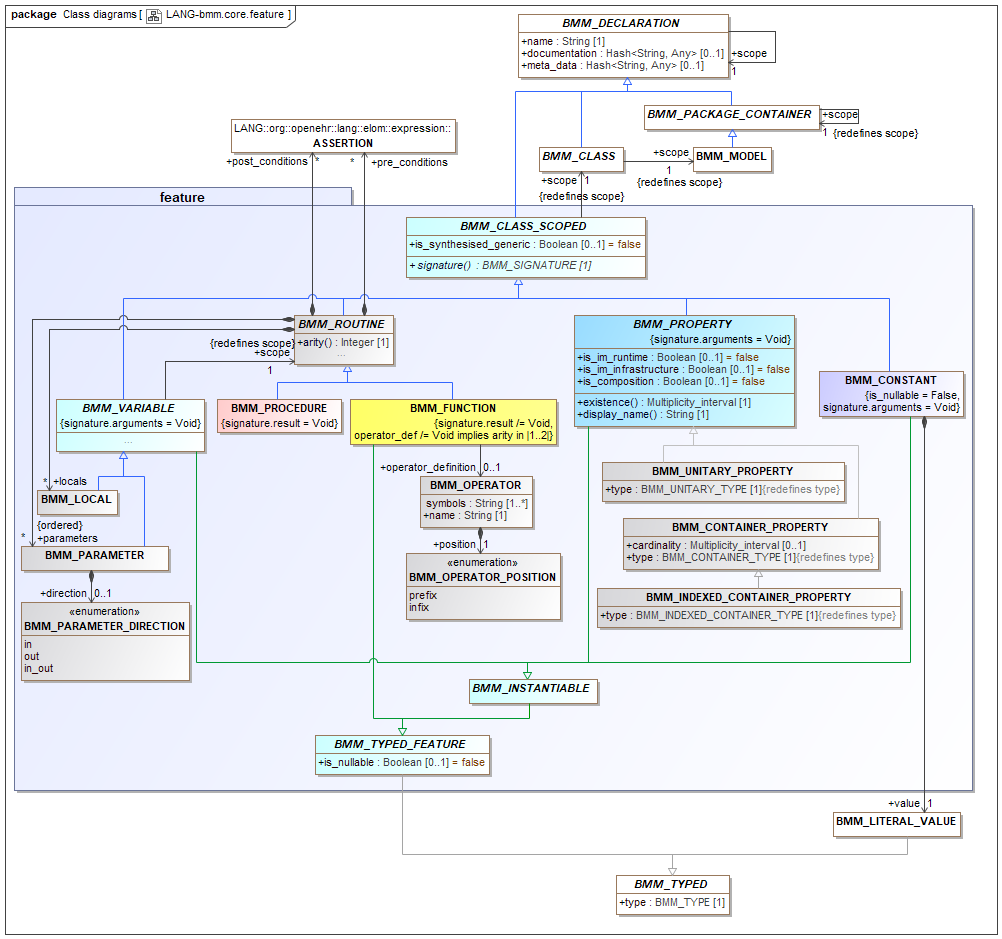 package Class diagrams [ LANG-bmm.core.feature ]
BMM_DECLARATION
+name : String [1]
+documentation : Hash<String, Any> [0..1]
+meta_data : Hash<String, Any> [0..1]
+scope
1
BMM_PACKAGE_CONTAINER
+scope
1 {redefines scope}
LANG::org::openehr::lang::elom::expression::
ASSERTION
+post_conditions
*
*
+pre_conditions
BMM_CLASS
+scope
1
{redefines scope}
BMM_MODEL
+scope
1
{redefines scope}
feature
BMM_CLASS_SCOPED
+is_synthesised_generic : Boolean [0..1] = false
+ signature() : BMM_SIGNATURE [1]
BMM_ROUTINE
+arity() : Integer [1]
...
{redefines scope}
+scope
1
BMM_PROPERTY
{signature.arguments = Void}
+is_im_runtime : Boolean [0..1] = false
+is_im_infrastructure : Boolean [0..1] = false
+is_composition : Boolean [0..1] = false
+existence() : Multiplicity_interval [1]
+display_name() : String [1]
BMM_CONSTANT
{is_nullable = False,
signature.arguments = Void}
BMM_VARIABLE
{signature.arguments = Void}
...
BMM_PROCEDURE
{signature.result = Void}
BMM_FUNCTION
{signature.result /= Void,
operator_def /= Void implies arity in |1..2|}
+operator_definition
0..1
BMM_UNITARY_PROPERTY
+type : BMM_UNITARY_TYPE [1]{redefines type}
*
+locals
BMM_LOCAL
{ordered}
*
+parameters
BMM_OPERATOR
symbols : String [1..*]
+name : String [1]
BMM_CONTAINER_PROPERTY
+cardinality : Multiplicity_interval [0..1]
+type : BMM_CONTAINER_TYPE [1]{redefines type}
+position
1
BMM_PARAMETER
+direction
0..1
«enumeration»
BMM_OPERATOR_POSITION
prefix
infix
BMM_INDEXED_CONTAINER_PROPERTY
+type : BMM_INDEXED_CONTAINER_TYPE [1]{redefines type}
«enumeration»
BMM_PARAMETER_DIRECTION
in
out
in_out
BMM_INSTANTIABLE
BMM_TYPED_FEATURE
+is_nullable : Boolean [0..1] = false
+value
1
BMM_LITERAL_VALUE
BMM_TYPED
+type : BMM_TYPE [1]